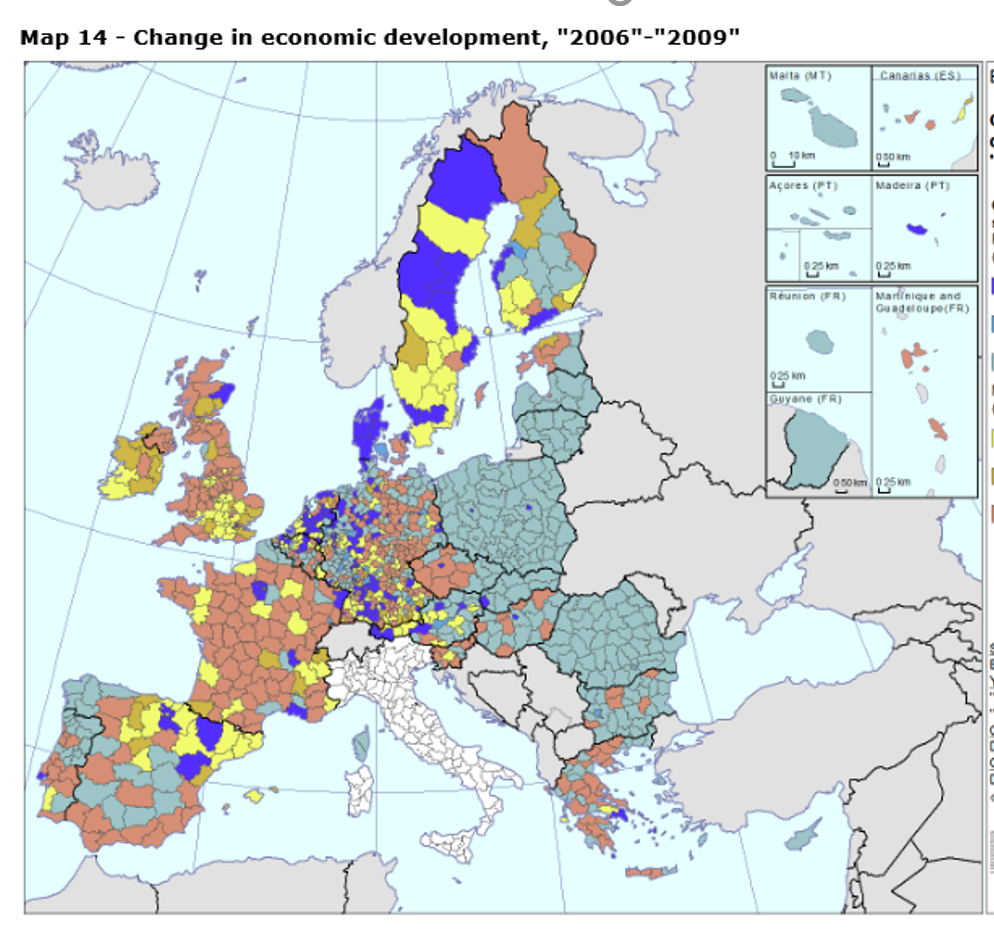 Map 14 - Change in economic development, "2006"-"2009"
Malta (MT)
Canarias (ES)
0 10 km
0 50 km
Açores (PT)
Madeira (PT)
0 25 km
0 25 km
Réunion (FR)
Martinique and
Guadeloupe(FR)
0 25 km
Guyane (FR)
0 50 km
0 25 km